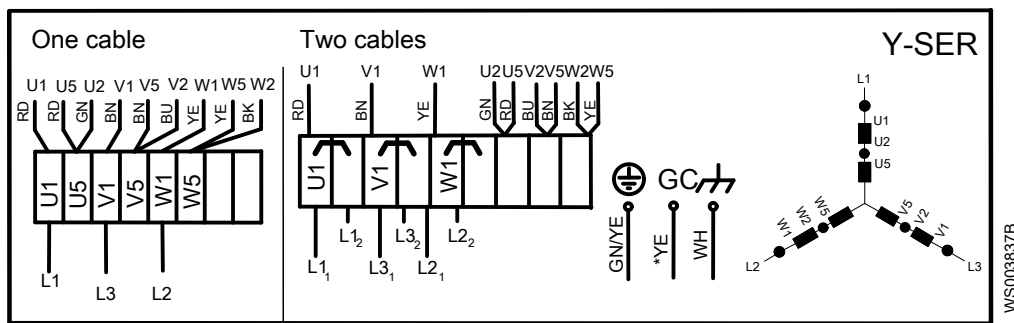 One cable
Two cables
Y-SER
U1 U5 U2 V1 V5 V2 W1 W5 W2
RD RD GN BN BN BU YE YE BK
U1 U5 V1 V5 W1 W5
L1 L3 L2
U1 V1 W1 U2 U5 V2 V5 W2 W5
RD BN YE GN RD BU BN BK YE
U1 V1 W1
L1₂ L3₂ L2₂
L1₁ L3₁ L2₁
GC
GN/YE *YE WH
L1
U1
U2
U5
W1 W2 W5 V5 V2 V1
L2 L3
WS003837B